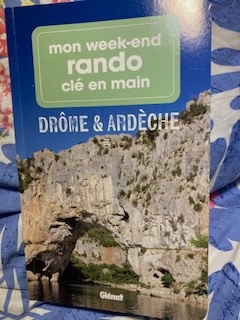 mon week-end
rando
clé en main
DRÔME & ARDÈCHE
Glénat